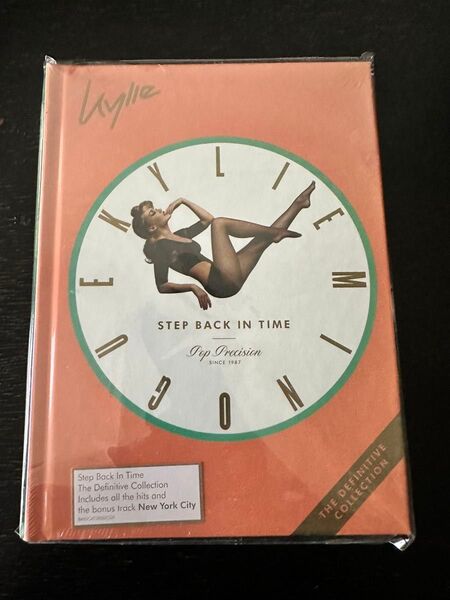 Kylie
KYLIE MINOGUE
STEP BACK IN TIME
Pop Precision
SINCE 1987
THE DEFINITIVE
COLLECTION
Step Back In Time
The Definitive Collection
Includes all the hits and
the bonus track New York City